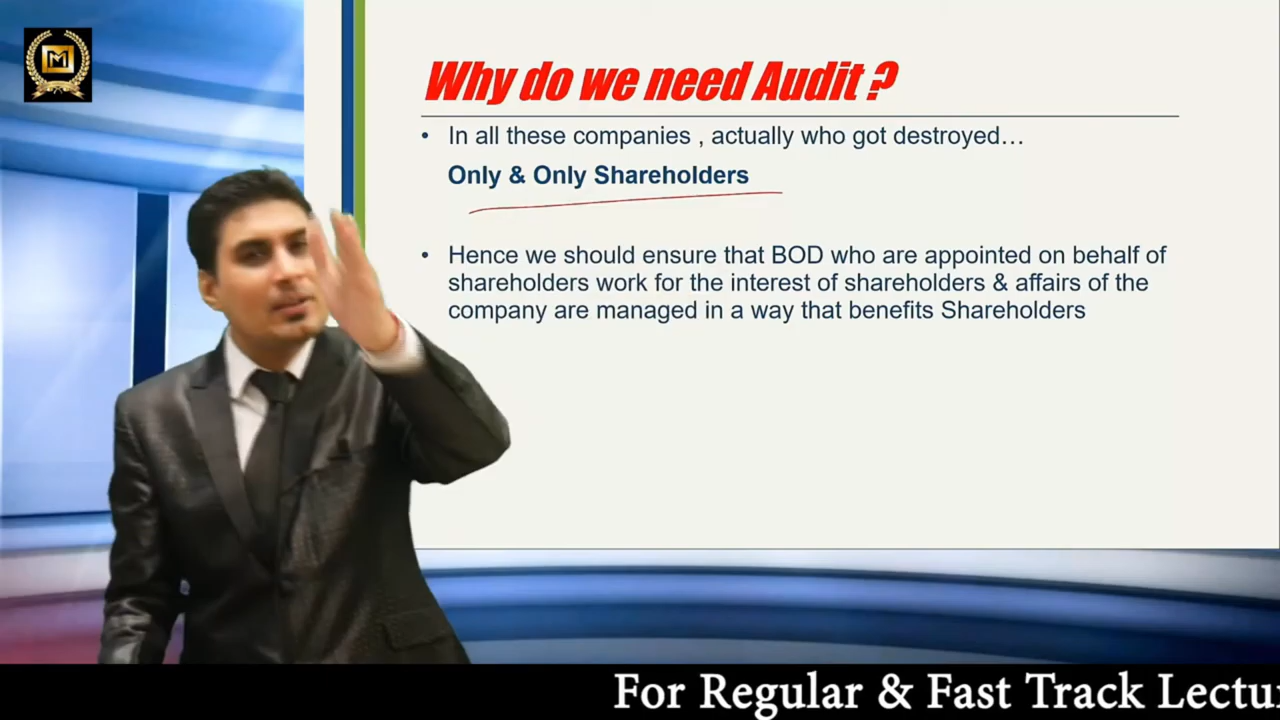 M
Why do we need Audit ?
• In all these companies , actually who got destroyed…
Only & Only Shareholders
• Hence we should ensure that BOD who are appointed on behalf of
shareholders work for the interest of shareholders & affairs of the
company are managed in a way that benefits Shareholders
For Regular & Fast Track Lectu